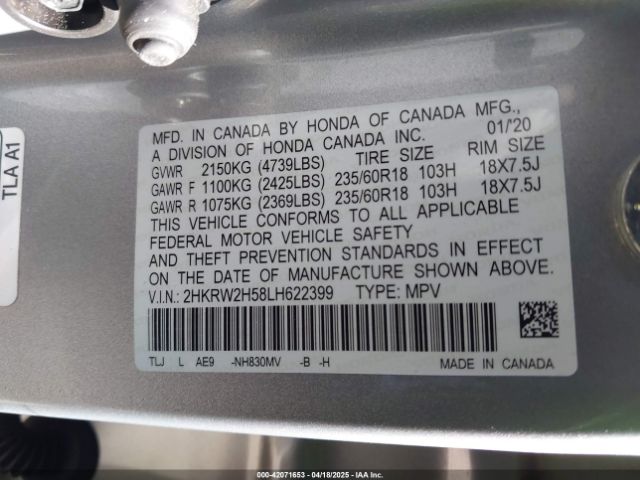 TLA A1
MFD. IN CANADA BY HONDA OF CANADA MFG.,
A DIVISION OF HONDA CANADA INC. 01/'20
GVWR 2150KG (4739LBS) TIRE SIZE RIM SIZE
GAWR F 1100KG (2425LBS) 235/60R18 103H 18X7.5J
GAWR R 1075KG (2369LBS) 235/60R18 103H 18X7.5J
THIS VEHICLE CONFORMS TO ALL APPLICABLE
FEDERAL MOTOR VEHICLE SAFETY
AND THEFT PREVENTION STANDARDS IN EFFECT
ON THE DATE OF MANUFACTURE SHOWN ABOVE.
V.I.N.: 2HKRW2H58LH622399 TYPE: MPV
TLJ L AE9 -NH830MV -B -H MADE IN CANADA
000-42071653 | 04/18/2025 | IAA Inc.